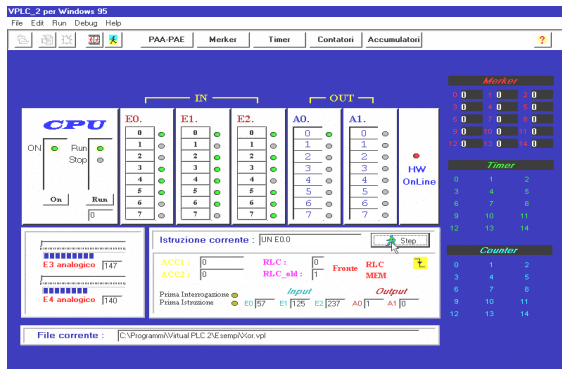 VPLC_2 per Windows 95
File Edit Run Debug Help
PAA-PAE Merker Timer Contatori Accumulatori ?
IN OUT
CPU
ON Run
Stop
On Run
0
E0. E1. E2. A0. A1.
0 0 0 0 0
1 1 1 1 1
2 2 2 2 2
3 3 3 3 3
4 4 4 4 4
5 5 5 5 5
6 6 6 6 6
7 7 7 7 7
HW
OnLine
Merker
0 0 1 0 2 0
3 0 4 0 5 0
6 0 7 0 8 0
9 0 10 0 11 0
12 0 13 0 14 0
Timer
0 1 2
3 4 5
6 7 8
9 10 11
12 13 14
Counter
0 1 2
3 4 5
6 7 8
9 10 11
12 13 14
E3 analogico 147
E4 analogico 140
Istruzione corrente : UN E0.0 Step
ACC1 : 0 RLC : 0 Fronte RLC
ACC2 : 0 RLC_old : 1 MEM
Prima Interrogazione Input Output
Prima Istruzione E0 57 E1 125 E2 237 A0 1 A1 0
File corrente : C:\Programmi\Virtual PLC 2\Esempi\Xor.vpl